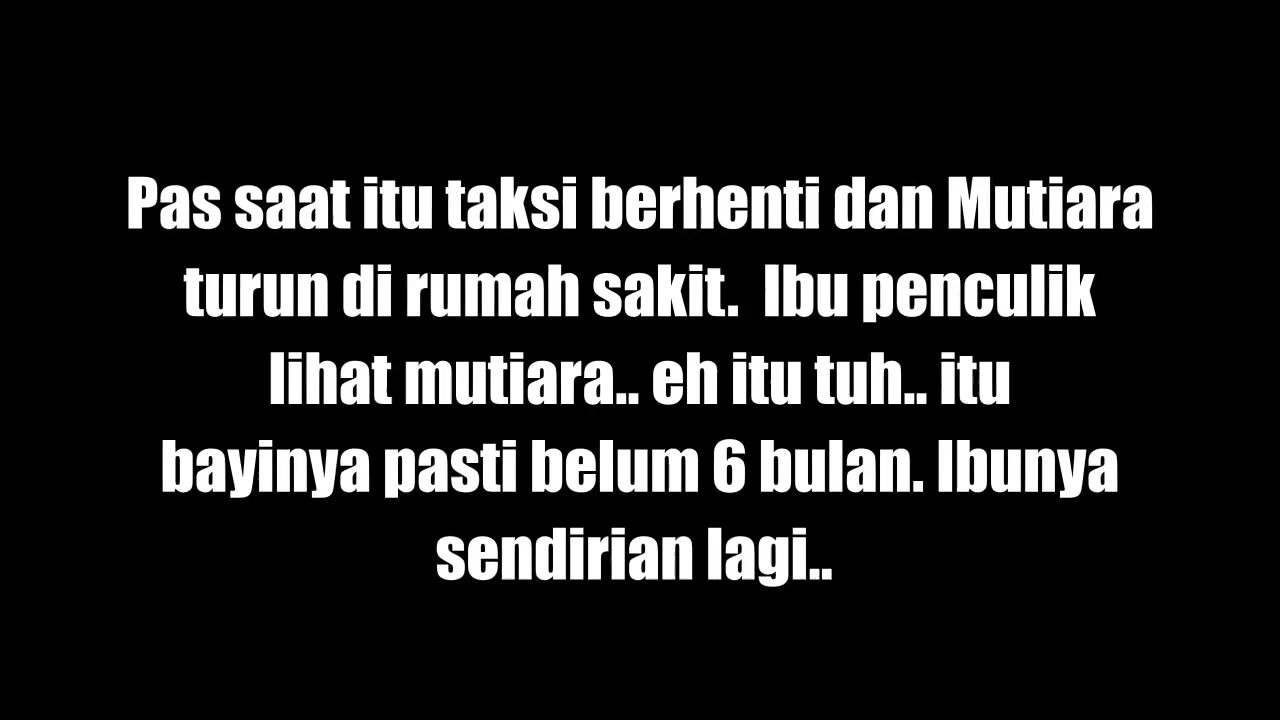 Pas saat itu taksi berhenti dan Mutiara
turun di rumah sakit.  Ibu penculik
lihat mutiara.. eh itu tuh.. itu
bayinya pasti belum 6 bulan. Ibunya
sendirian lagi..